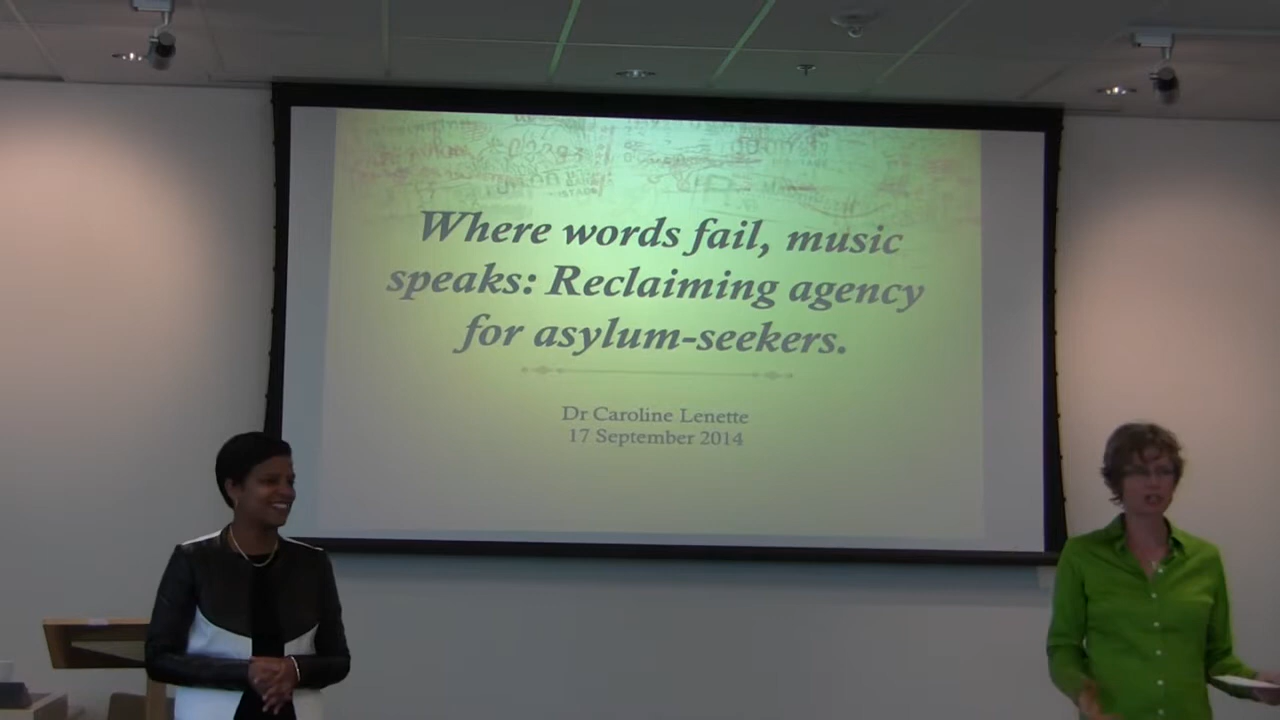 Where words fail, music
speaks: Reclaiming agency
for asylum-seekers.
Dr Caroline Lenette
17 September 2014